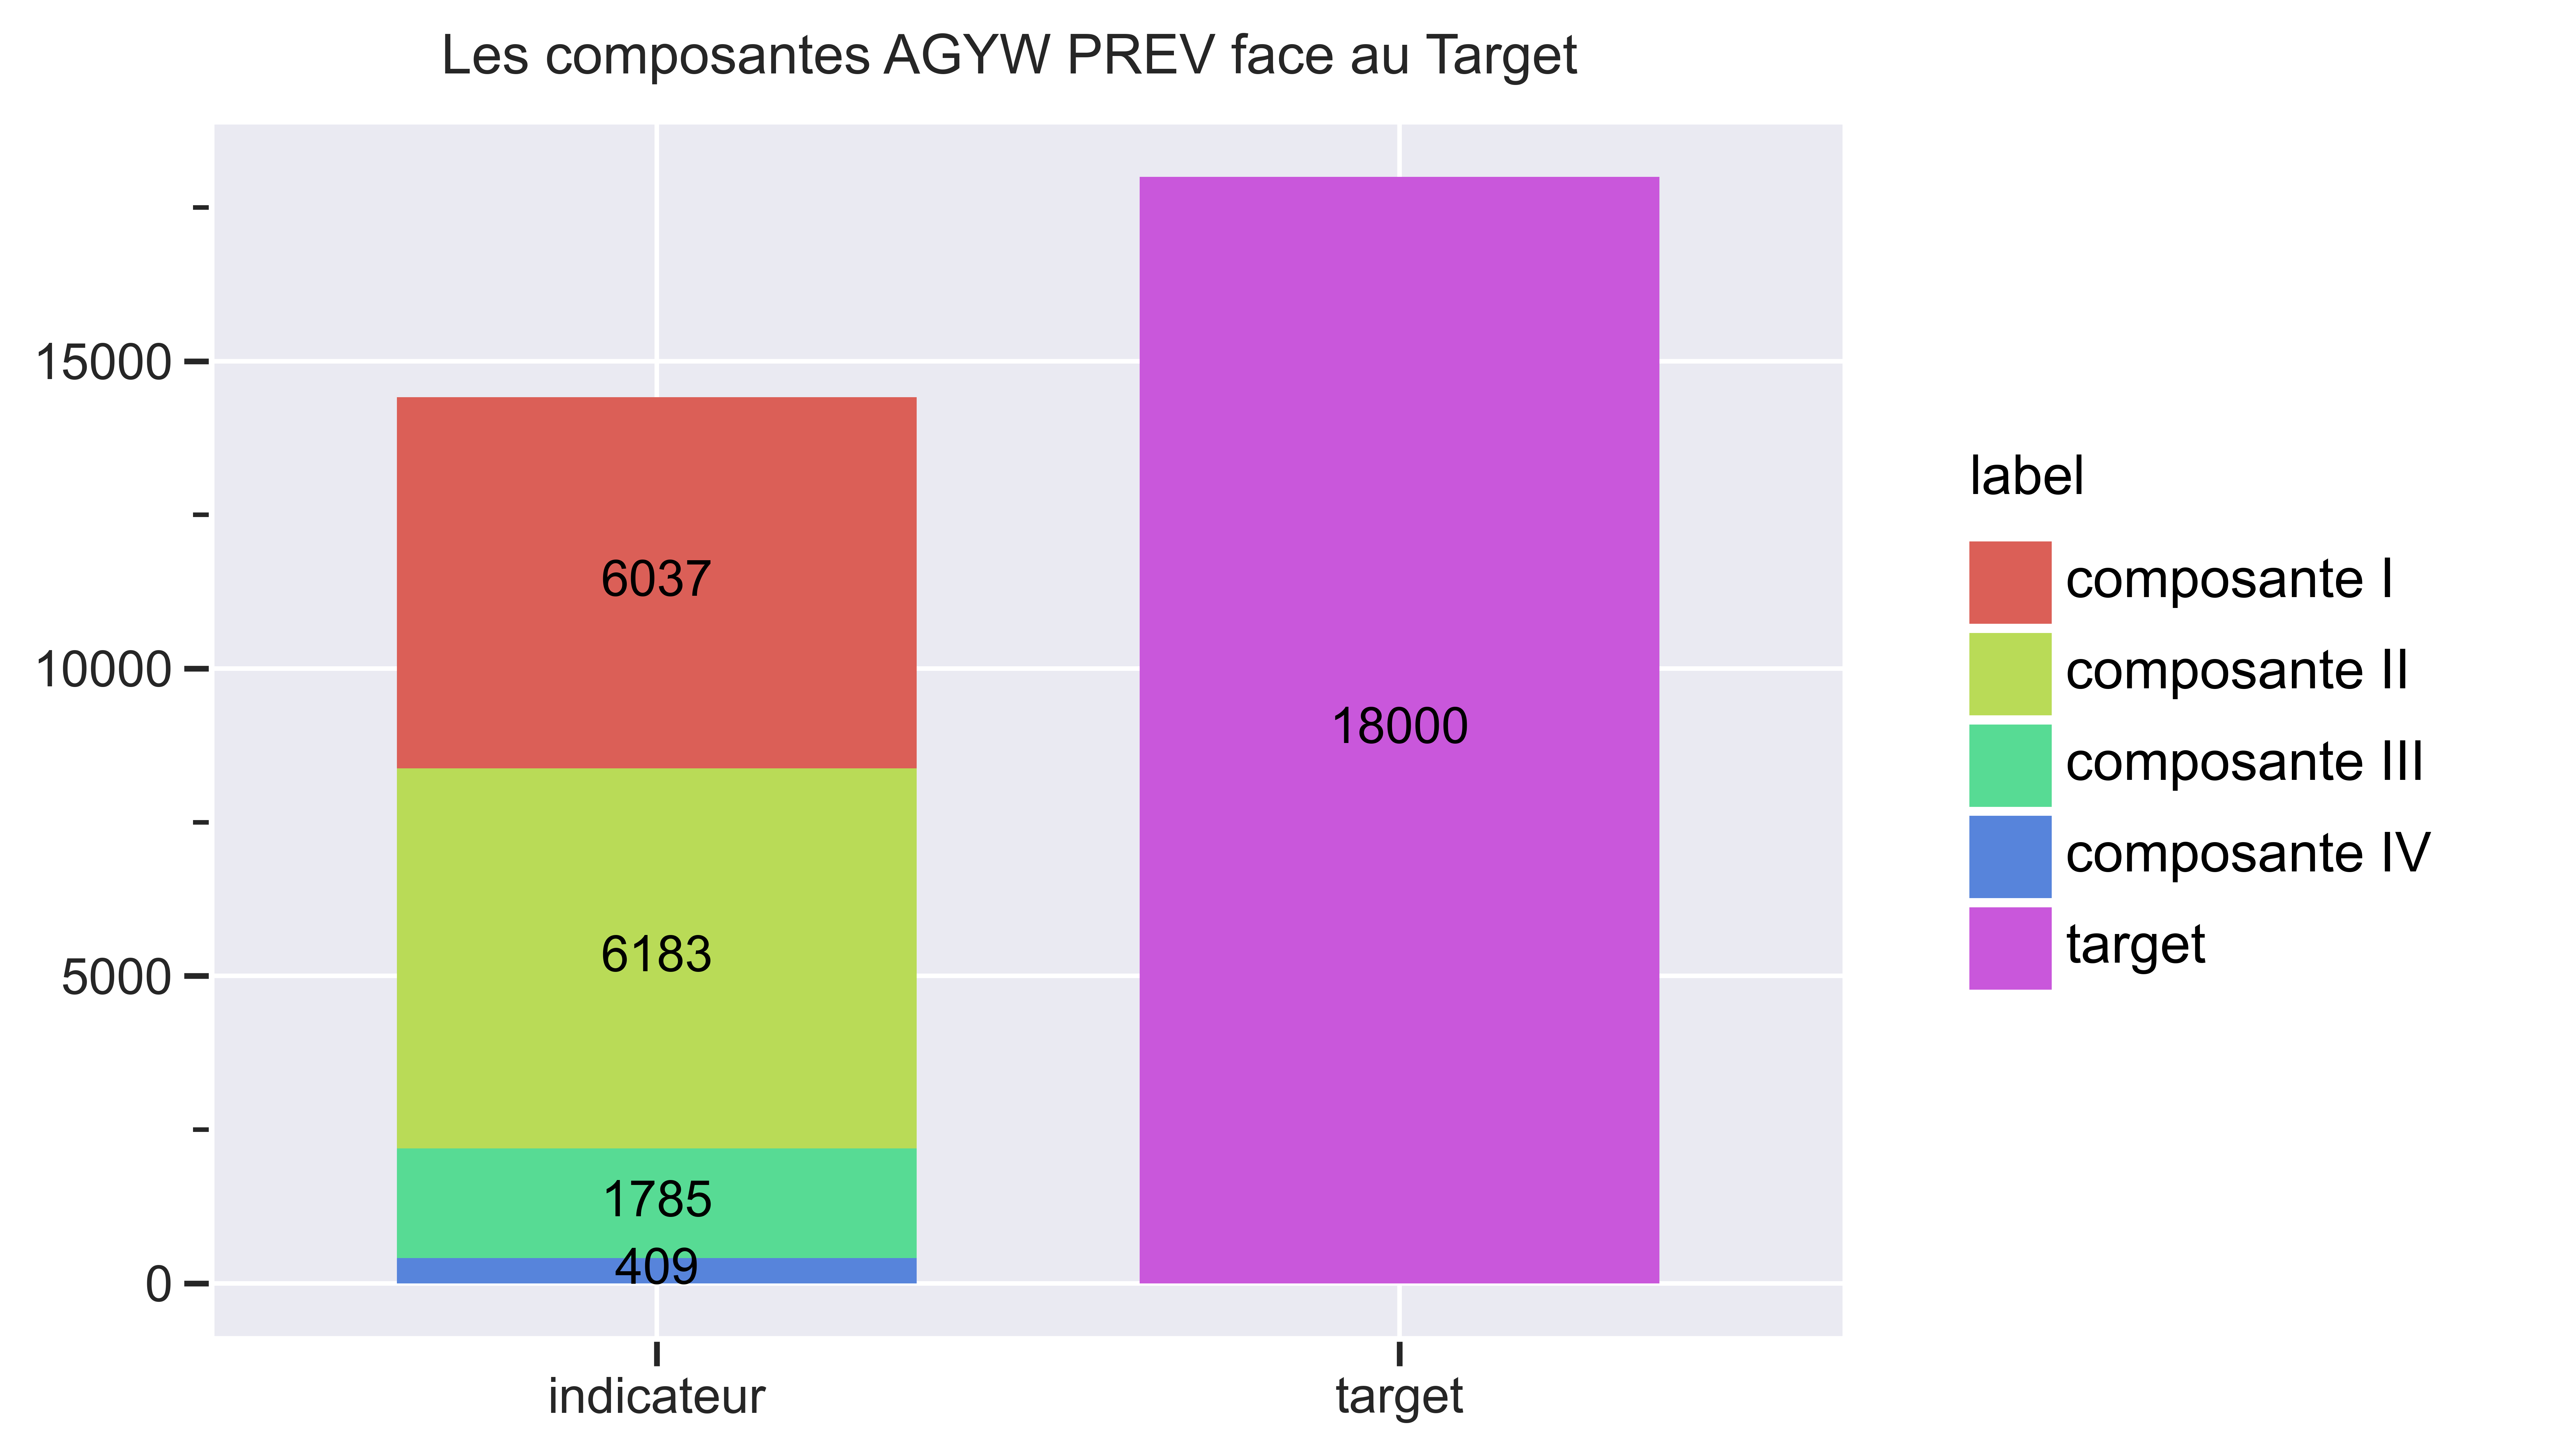 Les composantes AGYW PREV face au Target
15000
10000
5000
0
6037
6183
1785
409
18000
indicateur
target
label
composante I
composante II
composante III
composante IV
target